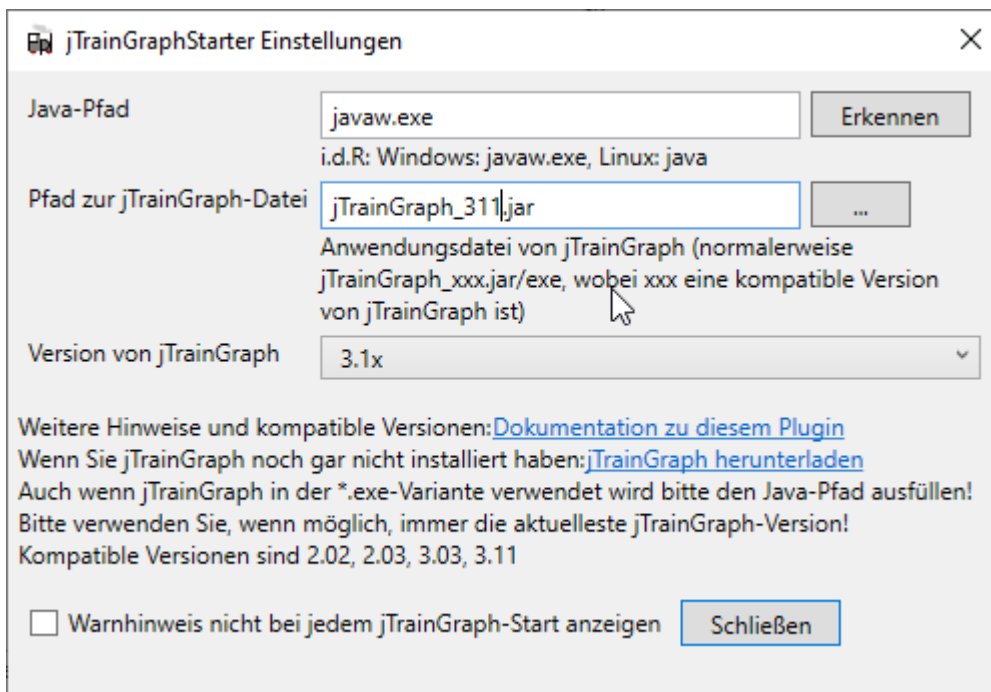 jTrainGraphStarter Einstellungen
Java-Pfad
javaw.exe
Erkennen
i.d.R: Windows: javaw.exe, Linux: java
Pfad zur jTrainGraph-Datei
jTrainGraph_311.jar
...
Anwendungsdatei von jTrainGraph (normalerweise
jTrainGraph_xxx.jar/exe, wobei xxx eine kompatible Version
von jTrainGraph ist)
Version von jTrainGraph
3.1x
Weitere Hinweise und kompatible Versionen:Dokumentation zu diesem Plugin
Wenn Sie jTrainGraph noch gar nicht installiert haben:jTrainGraph herunterladen
Auch wenn jTrainGraph in der *.exe-Variante verwendet wird bitte den Java-Pfad ausfüllen!
Bitte verwenden Sie, wenn möglich, immer die aktuelleste jTrainGraph-Version!
Kompatible Versionen sind 2.02, 2.03, 3.03, 3.11
Warnhinweis nicht bei jedem jTrainGraph-Start anzeigen
Schließen